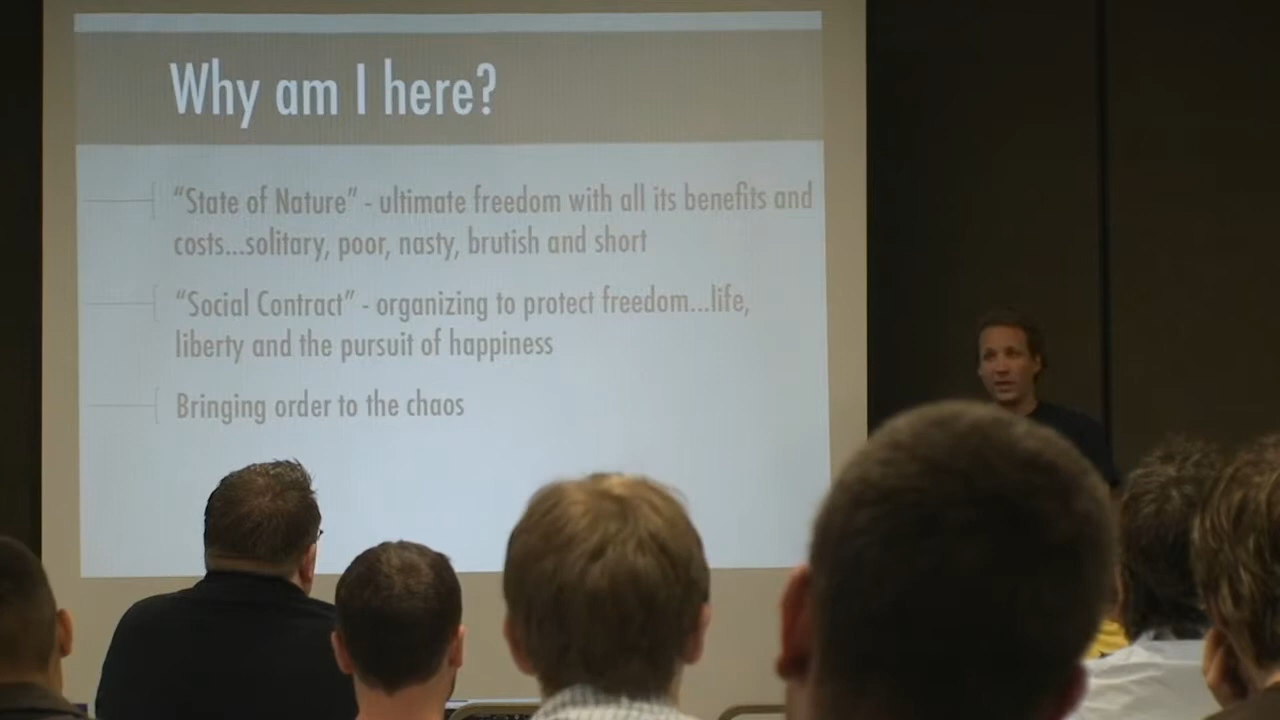 Why am I here?
“State of Nature” - ultimate freedom with all its benefits and
costs...solitary, poor, nasty, brutish and short
“Social Contract” - organizing to protect freedom...life,
liberty and the pursuit of happiness
Bringing order to the chaos